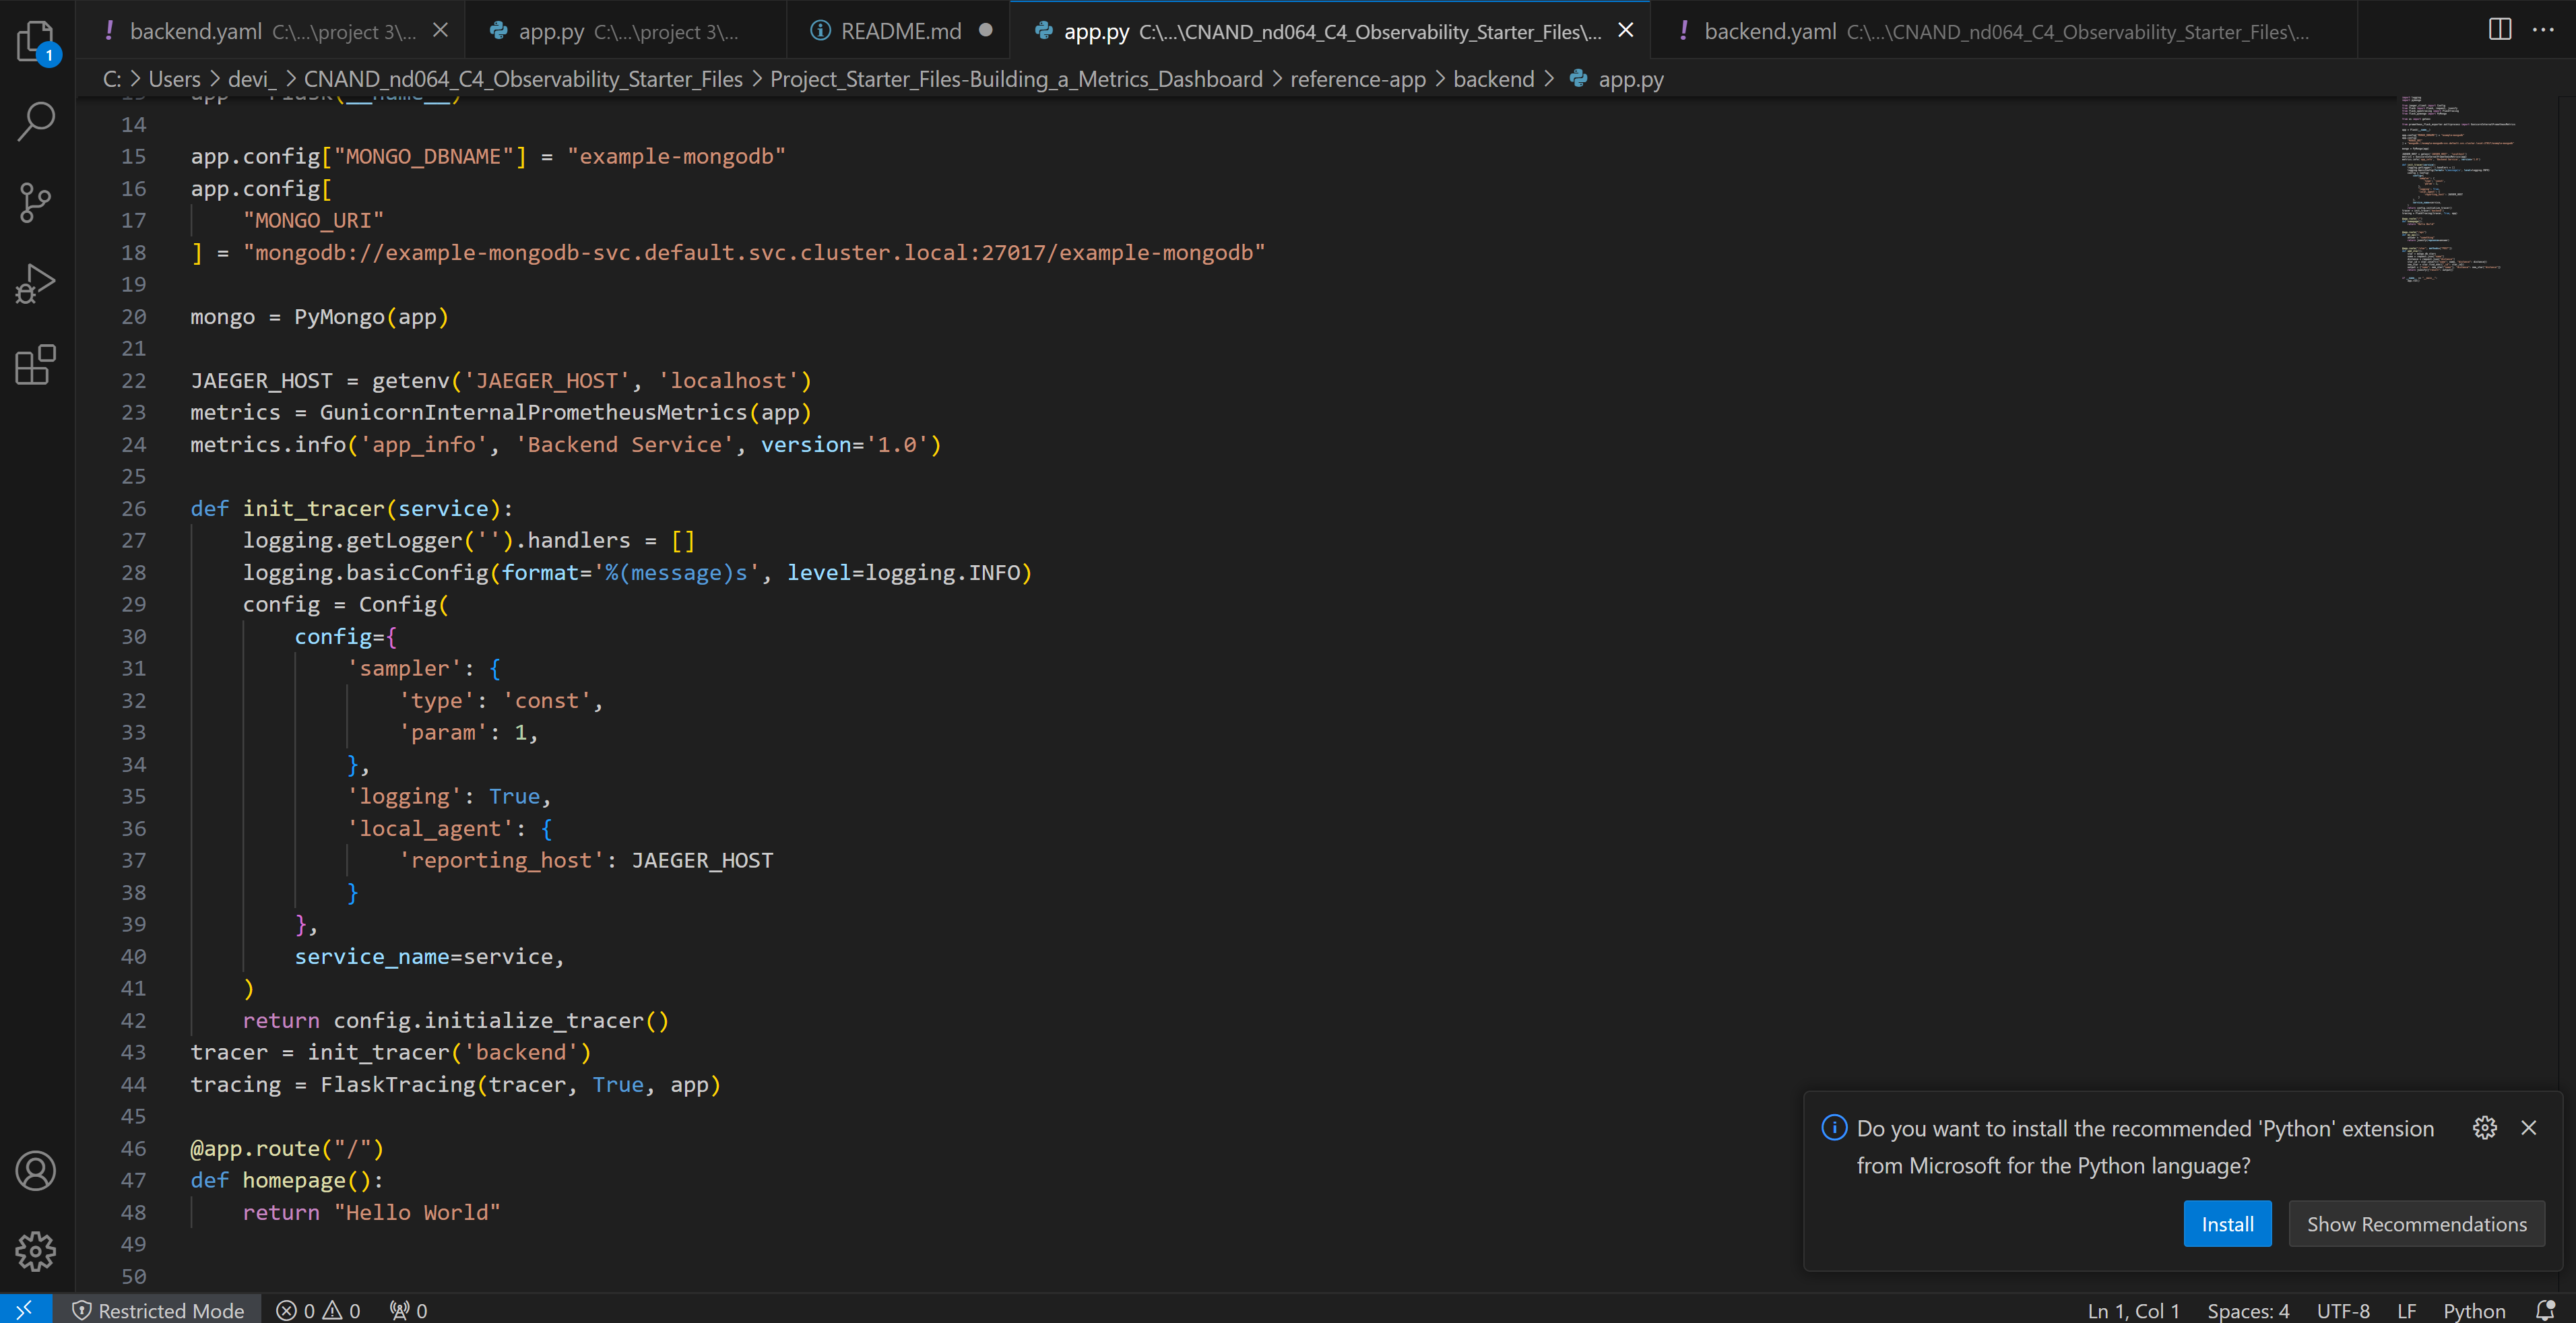 backend.yaml C:\...\project 3\...
app.py C:\...\project 3\...
README.md
app.py C:\...\CNAND_nd064_C4_Observability_Starter_Files\...
backend.yaml C:\...\CNAND_nd064_C4_Observability_Starter_Files\...
C: > Users > devi_ > CNAND_nd064_C4_Observability_Starter_Files > Project_Starter_Files-Building_a_Metrics_Dashboard > reference-app > backend > app.py
1
13 app = Flask(__name__)
14
15 app.config["MONGO_DBNAME"] = "example-mongodb"
16 app.config[
17     "MONGO_URI"
18 ] = "mongodb://example-mongodb-svc.default.svc.cluster.local:27017/example-mongodb"
19
20 mongo = PyMongo(app)
21
22 JAEGER_HOST = getenv('JAEGER_HOST', 'localhost')
23 metrics = GunicornInternalPrometheusMetrics(app)
24 metrics.info('app_info', 'Backend Service', version='1.0')
25
26 def init_tracer(service):
27     logging.getLogger('').handlers = []
28     logging.basicConfig(format='%(message)s', level=logging.INFO)
29     config = Config(
30         config={
31             'sampler': {
32                 'type': 'const',
33                 'param': 1,
34             },
35             'logging': True,
36             'local_agent': {
37                 'reporting_host': JAEGER_HOST
38             }
39         },
40         service_name=service,
41     )
42     return config.initialize_tracer()
43 tracer = init_tracer('backend')
44 tracing = FlaskTracing(tracer, True, app)
45
46 @app.route("/")
47 def homepage():
48     return "Hello World"
49
50
Do you want to install the recommended 'Python' extension
from Microsoft for the Python language?
Install
Show Recommendations
Restricted Mode 0 0 0
Ln 1, Col 1 Spaces: 4 UTF-8 LF Python